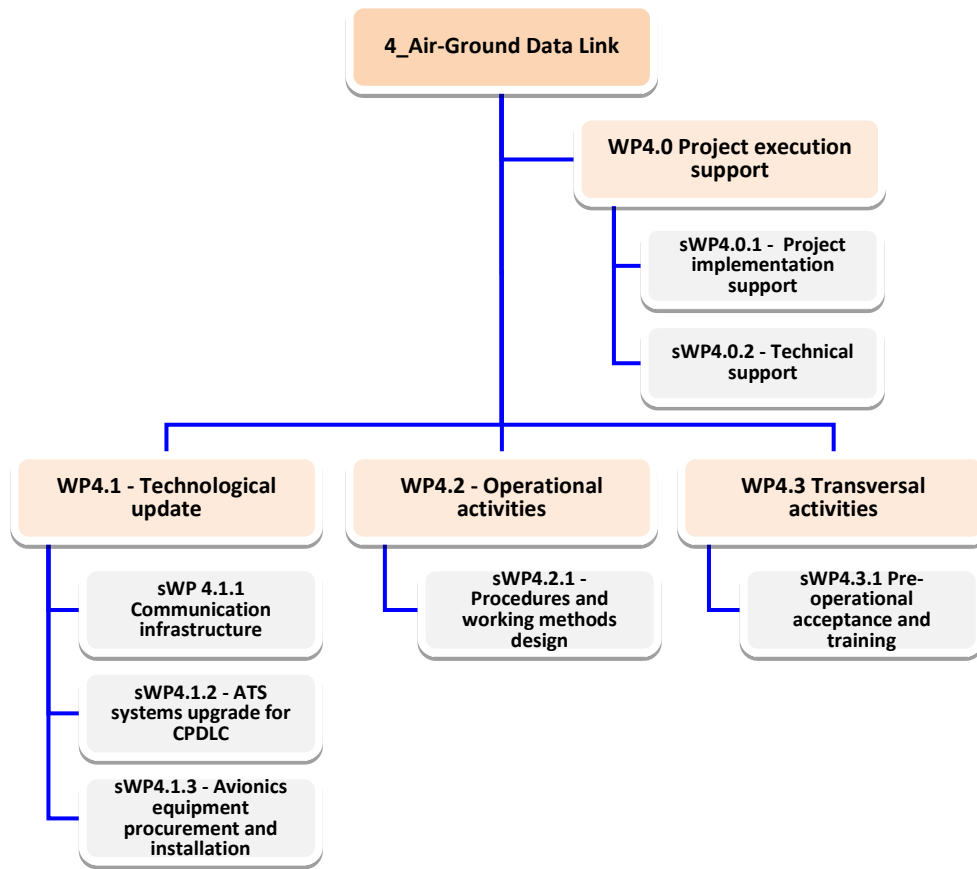 4_Air-Ground Data Link
WP4.0 Project execution
support
sWP4.0.1 - Project
implementation
support
sWP4.0.2 - Technical
support
WP4.1 - Technological
update
sWP 4.1.1
Communication
infrastructure
sWP4.1.2 - ATS
systems upgrade for
CPDLC
sWP4.1.3 - Avionics
equipment
procurement and
installation
WP4.2 - Operational
activities
sWP4.2.1 -
Procedures and
working methods
design
WP4.3 Transversal
activities
sWP4.3.1 Pre-
operational
acceptance and
training